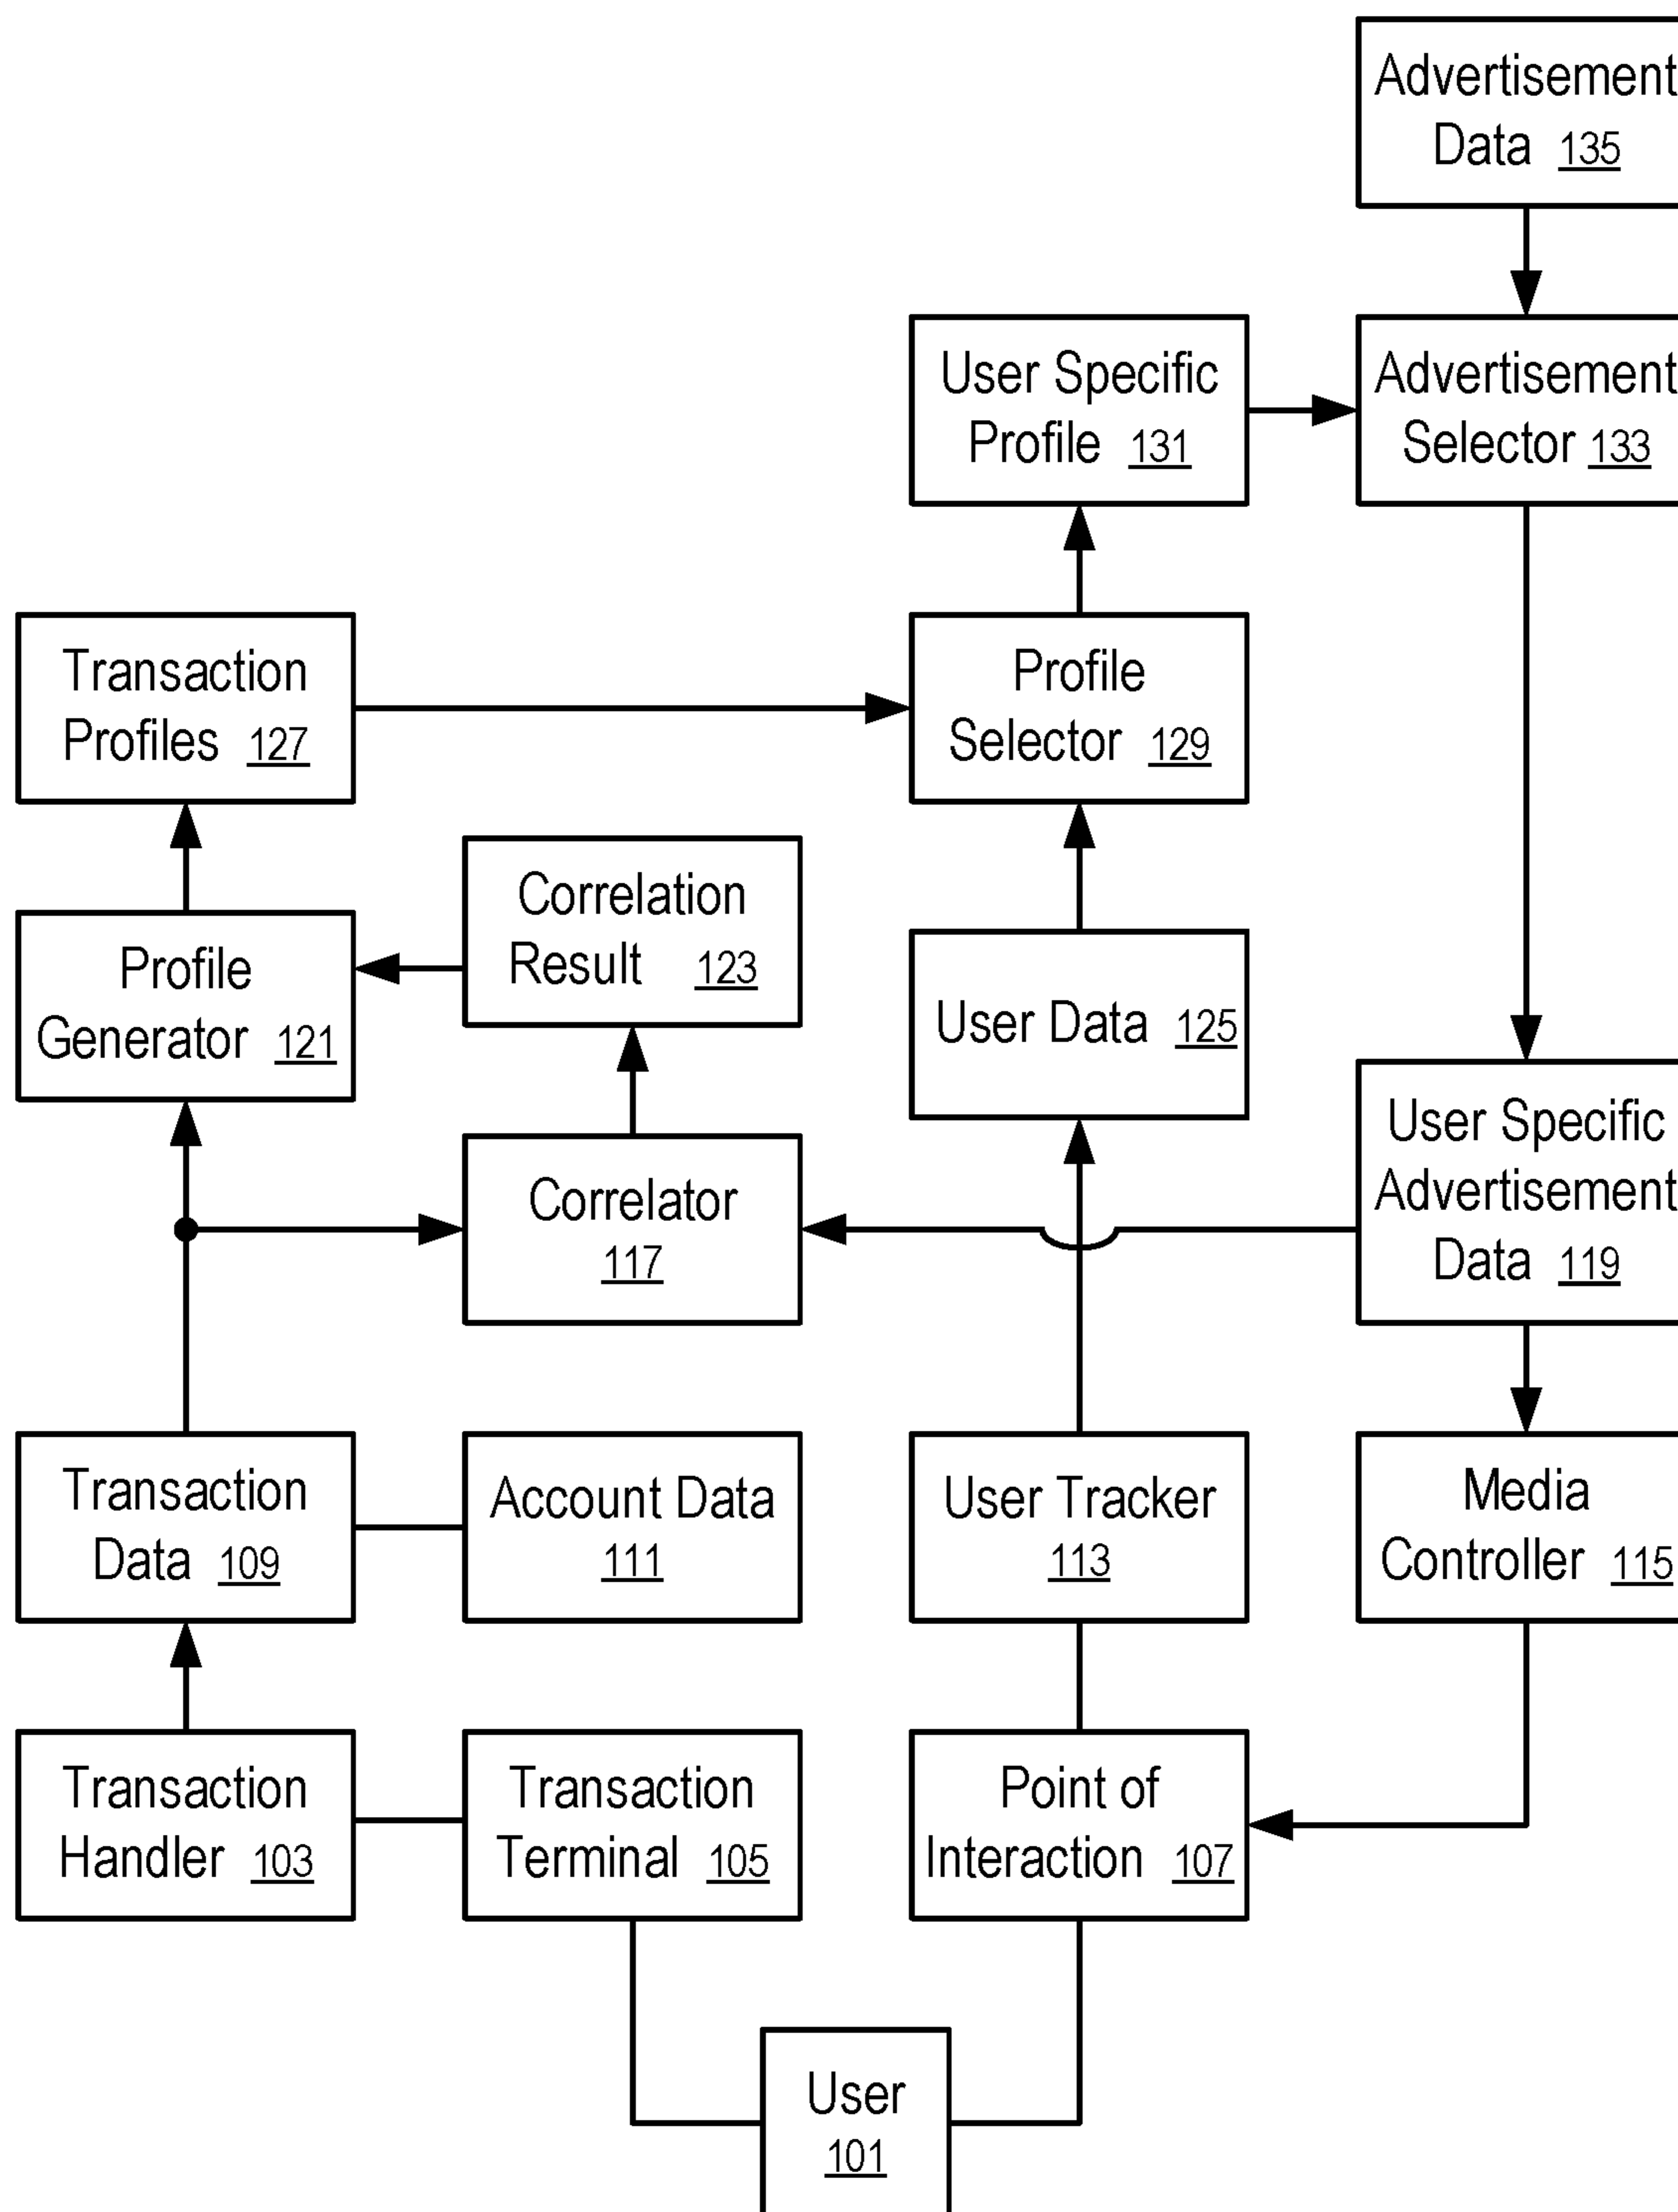 Advertisement
Data 135
User Specific
Profile 131
Advertisement
Selector 133
Transaction
Profiles 127
Profile
Selector 129
Correlation
Result 123
Profile
Generator 121
User Data 125
User Specific
Advertisement
Data 119
Correlator
117
Transaction
Data 109
Account Data
111
User Tracker
113
Media
Controller 115
Transaction
Handler 103
Transaction
Terminal 105
Point of
Interaction 107
User
101